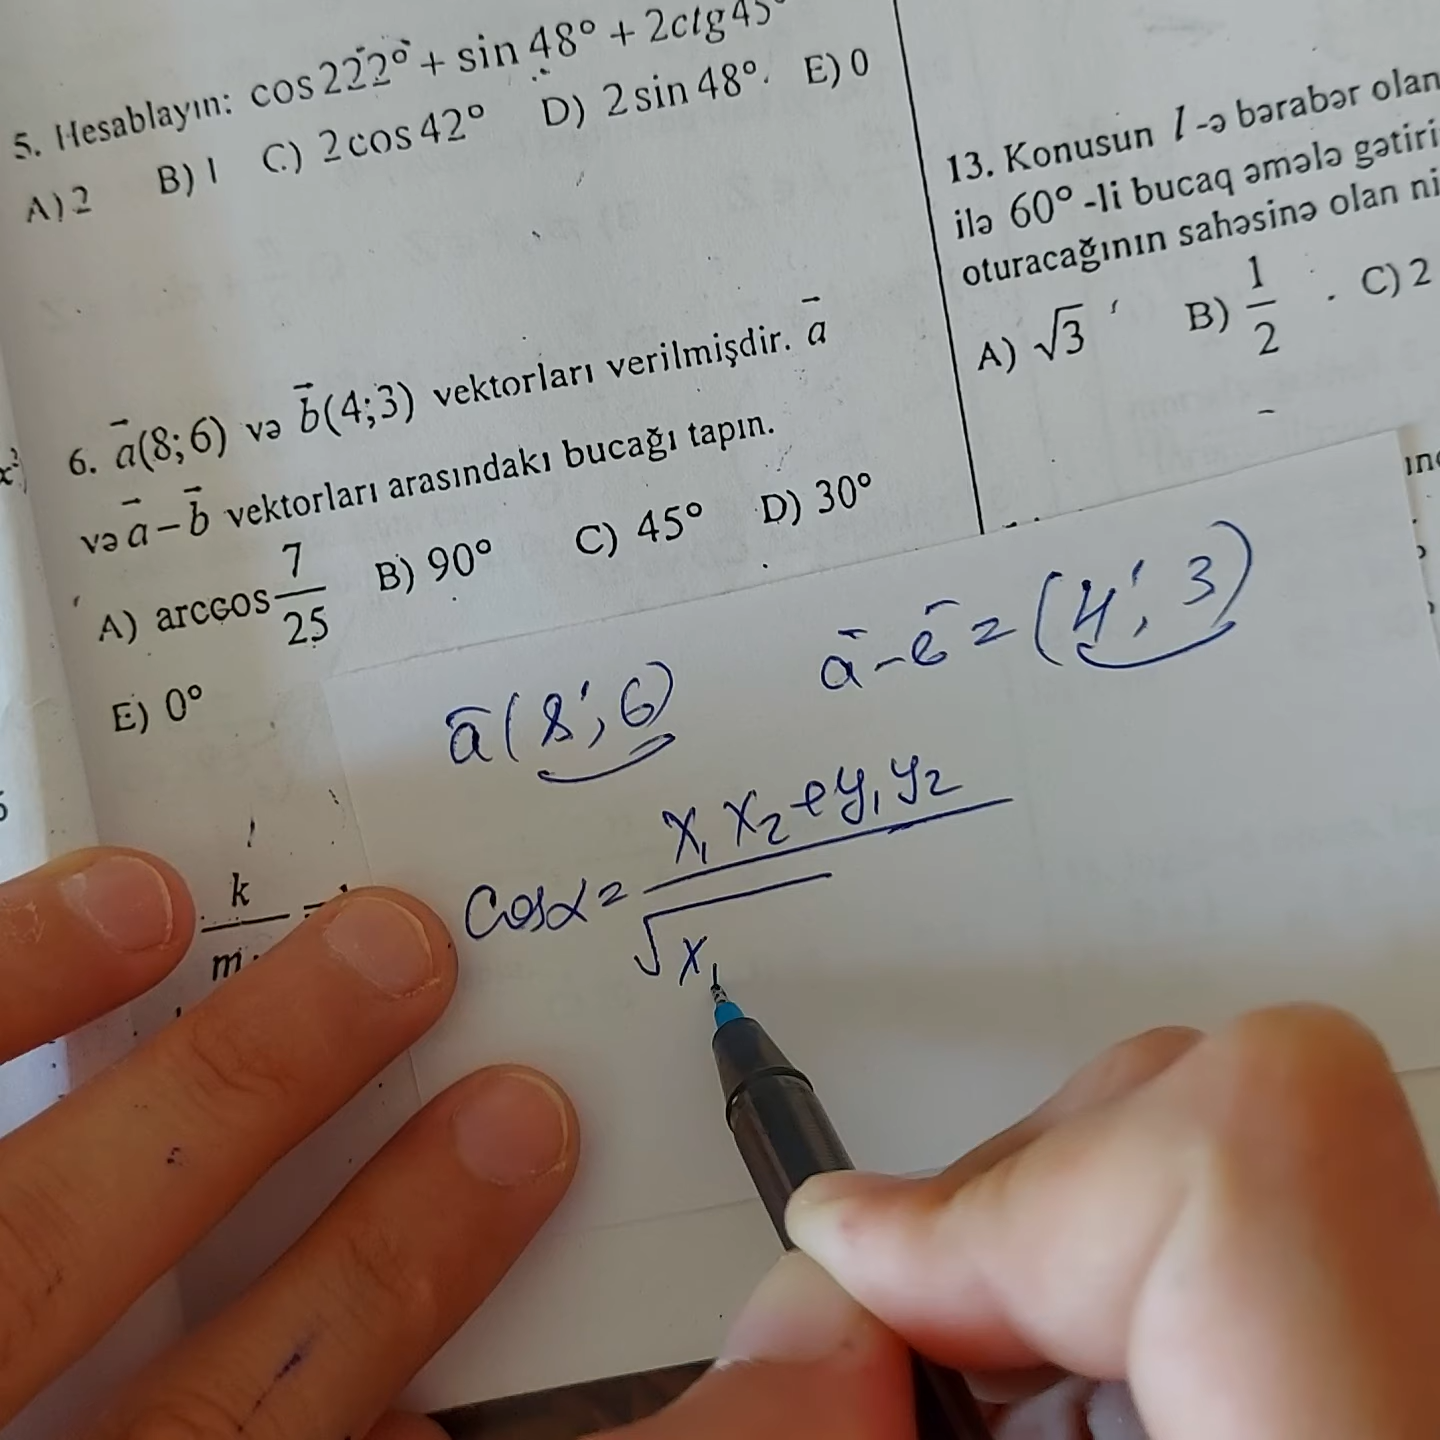 5. Hesablayın: cos 222° + sin 48° + 2ctg 45°
A) 2 B) 1 C) 2 cos 42° D) 2 sin 48° E) 0
6. a(8;6) və b(4;3) vektorları verilmişdir. a
və a − b vektorları arasındakı bucağı tapın.
A) arccos 7/25 B) 90° C) 45° D) 30°
E) 0°
k
m
13. Konusun l -ə bərabər olan
ilə 60° -li bucaq əmələ gətiri
oturacağının sahəsinə olan ni
A) √3 B) 1/2 C) 2
a(8; 6) a − b = (4; 3)
cosα = x₁x₂+y₁y₂
√x₁